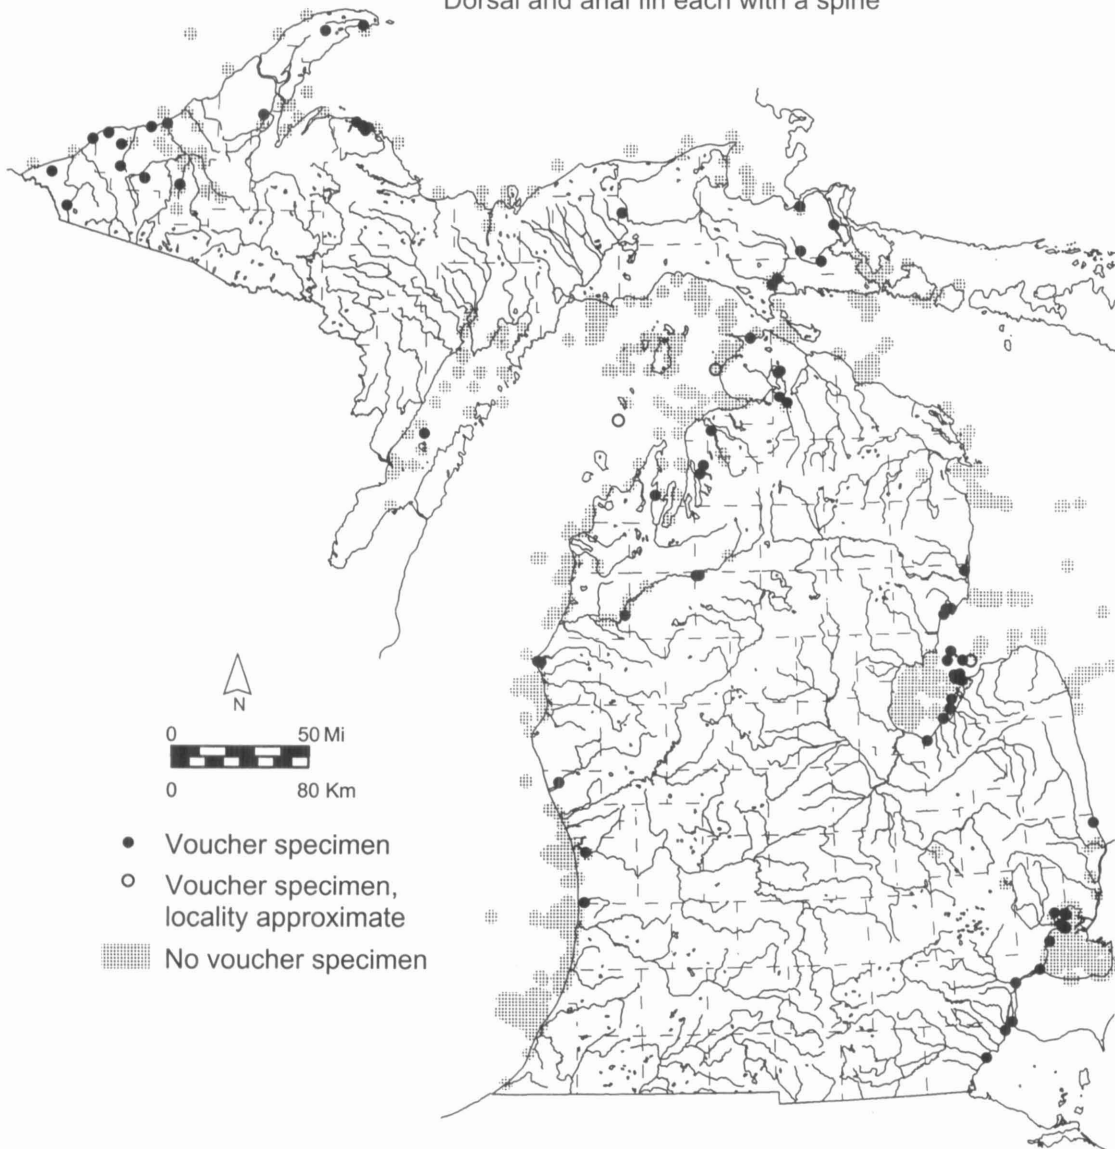 Dorsal and anal fin each with a spine
N
0 50 Mi
0 80 Km
Voucher specimen
Voucher specimen,
locality approximate
No voucher specimen